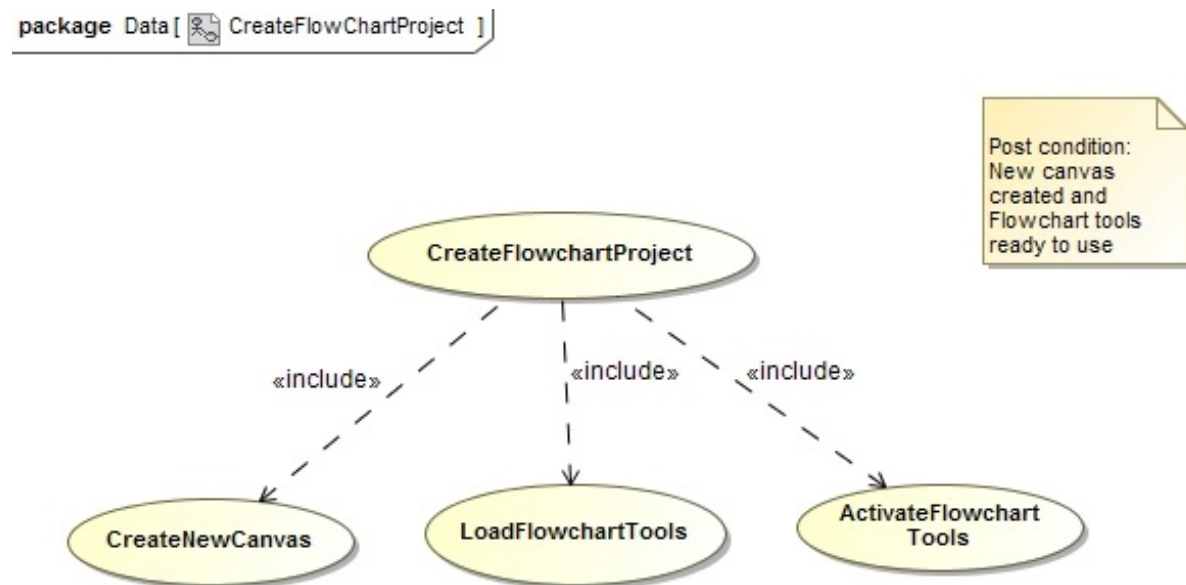 package Data [ CreateFlowChartProject ]
Post condition:
New canvas
created and
Flowchart tools
ready to use
CreateFlowchartProject
«include»
«include»
«include»
CreateNewCanvas
LoadFlowchartTools
ActivateFlowchart
Tools